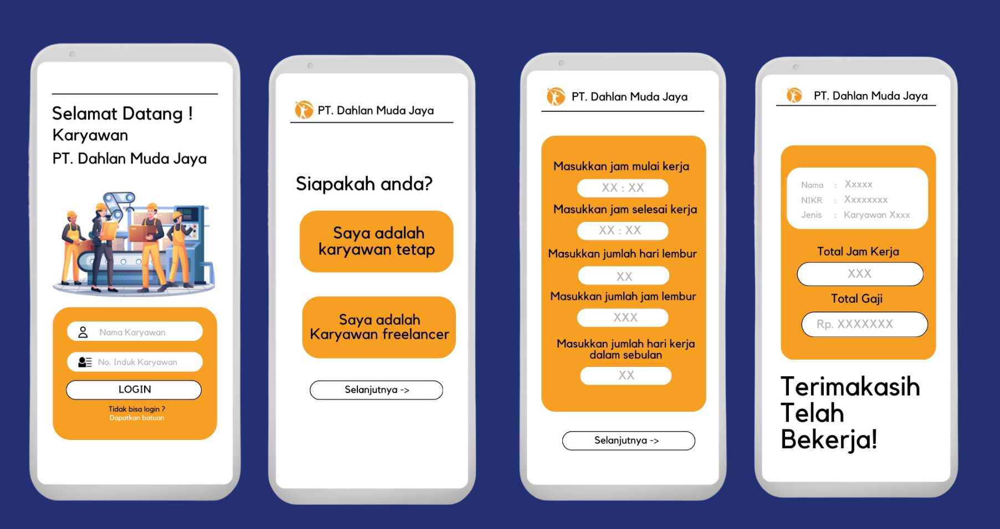 Selamat Datang !
Karyawan
PT. Dahlan Muda Jaya
Nama Karyawan
No. Induk Karyawan
LOGIN
Tidak bisa login ?
Dapatkan batuan
PT. Dahlan Muda Jaya
Siapakah anda?
Saya adalah
karyawan tetap
Saya adalah
Karyawan freelancer
Selanjutnya ->
PT. Dahlan Muda Jaya
Masukkan jam mulai kerja
XX : XX
Masukkan jam selesai kerja
XX : XX
Masukkan jumlah hari lembur
XX
Masukkan jumlah jam lembur
XXX
Masukkan jumlah hari kerja
dalam sebulan
XX
Selanjutnya ->
PT. Dahlan Muda Jaya
Nama : Xxxxx
NIKR : Xxxxxxxx
Jenis : Karyawan Xxxx
Total Jam Kerja
XXX
Total Gaji
Rp. XXXXXXX
Terimakasih
Telah
Bekerja!